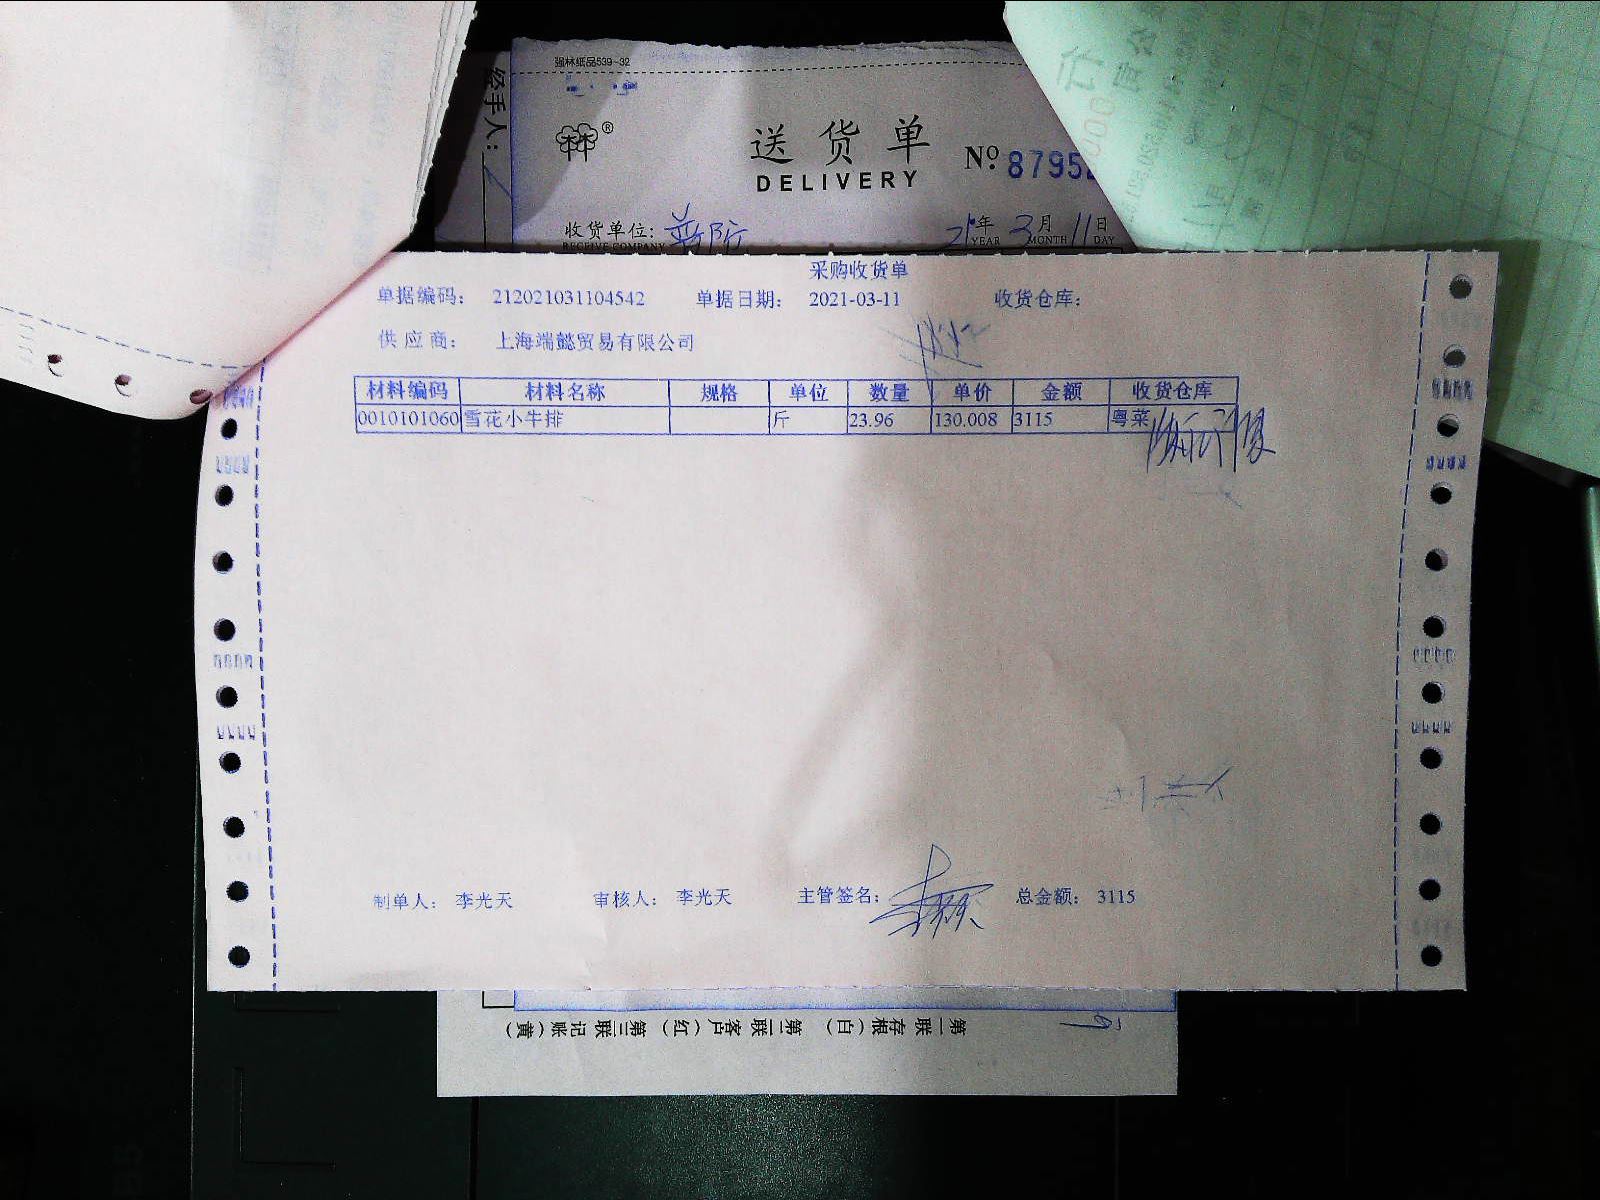 强林纸品539-32
经手人:
林®
送货单
DELIVERY
№ 8795
收货单位:
RECEIVE COMPANY
21年 3月 11日
YEAR MONTH DAY
采购收货单
单据编码: 212021031104542 单据日期: 2021-03-11 收货仓库:
供应商: 上海端懿贸易有限公司
材料编码 材料名称 规格 单位 数量 单价 金额 收货仓库
0010101060 雪花小牛排 斤 23.96 130.008 3115 粤菜
制单人: 李光天 审核人: 李光天 主管签名: 总金额: 3115
第一联存根(白) 第二联客户(红) 第三联记账(黄)